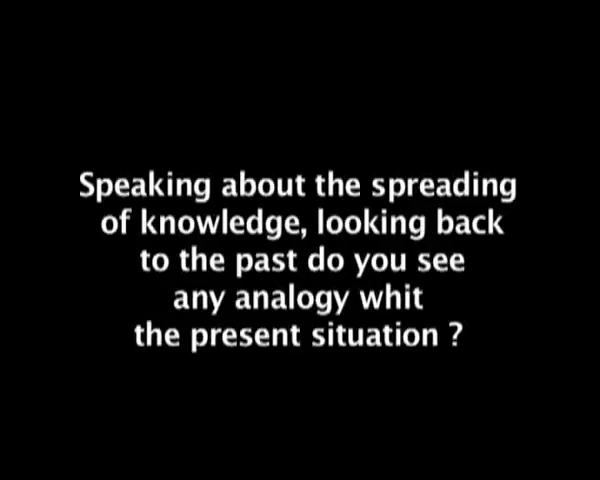 Speaking about the spreading
of knowledge, looking back
to the past do you see
any analogy whit
the present situation ?